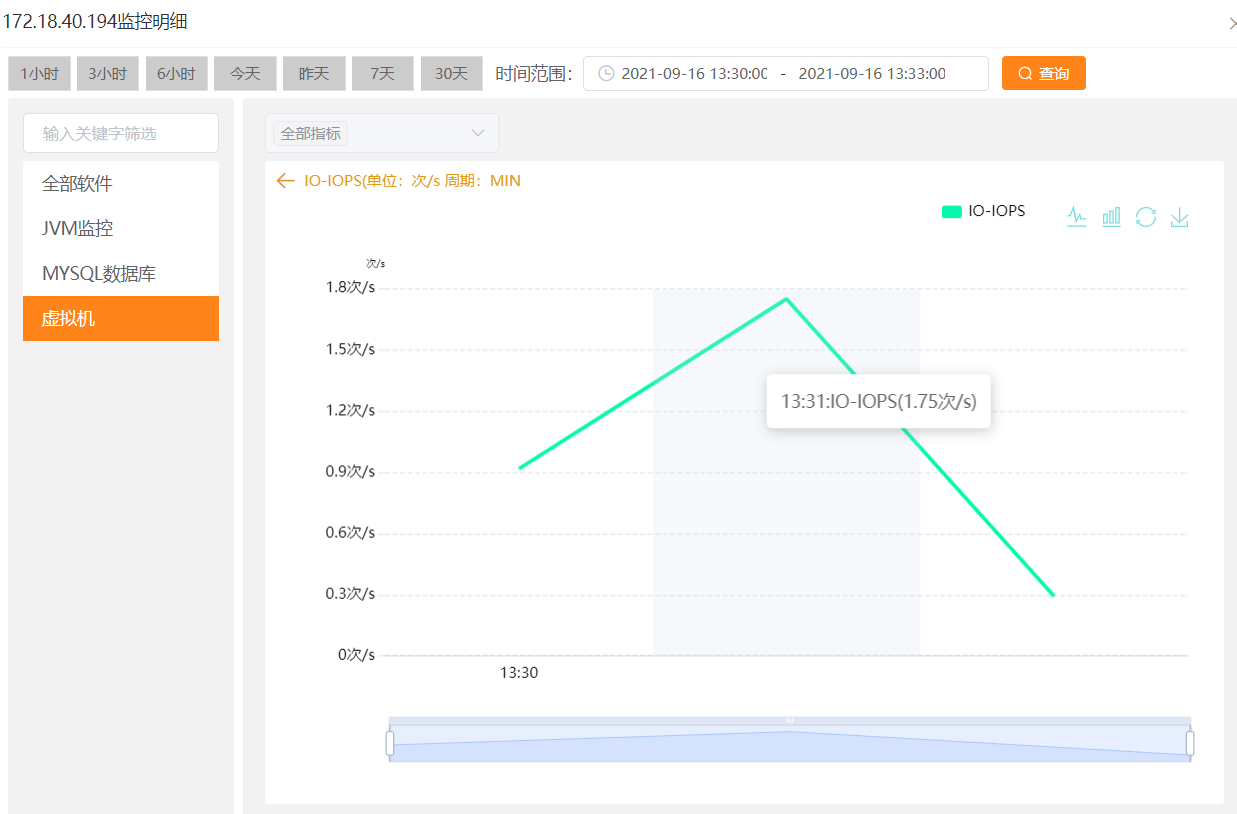 172.18.40.194监控明细
1小时 3小时 6小时 今天 昨天 7天 30天 时间范围： 2021-09-16 13:30:00 - 2021-09-16 13:33:00 查询
输入关键字筛选
全部软件
JVM监控
MYSQL数据库
虚拟机
全部指标
IO-IOPS(单位：次/s 周期：MIN
IO-IOPS
次/s
1.8次/s
1.5次/s
1.2次/s
0.9次/s
0.6次/s
0.3次/s
0次/s
13:31:IO-IOPS(1.75次/s)
13:30